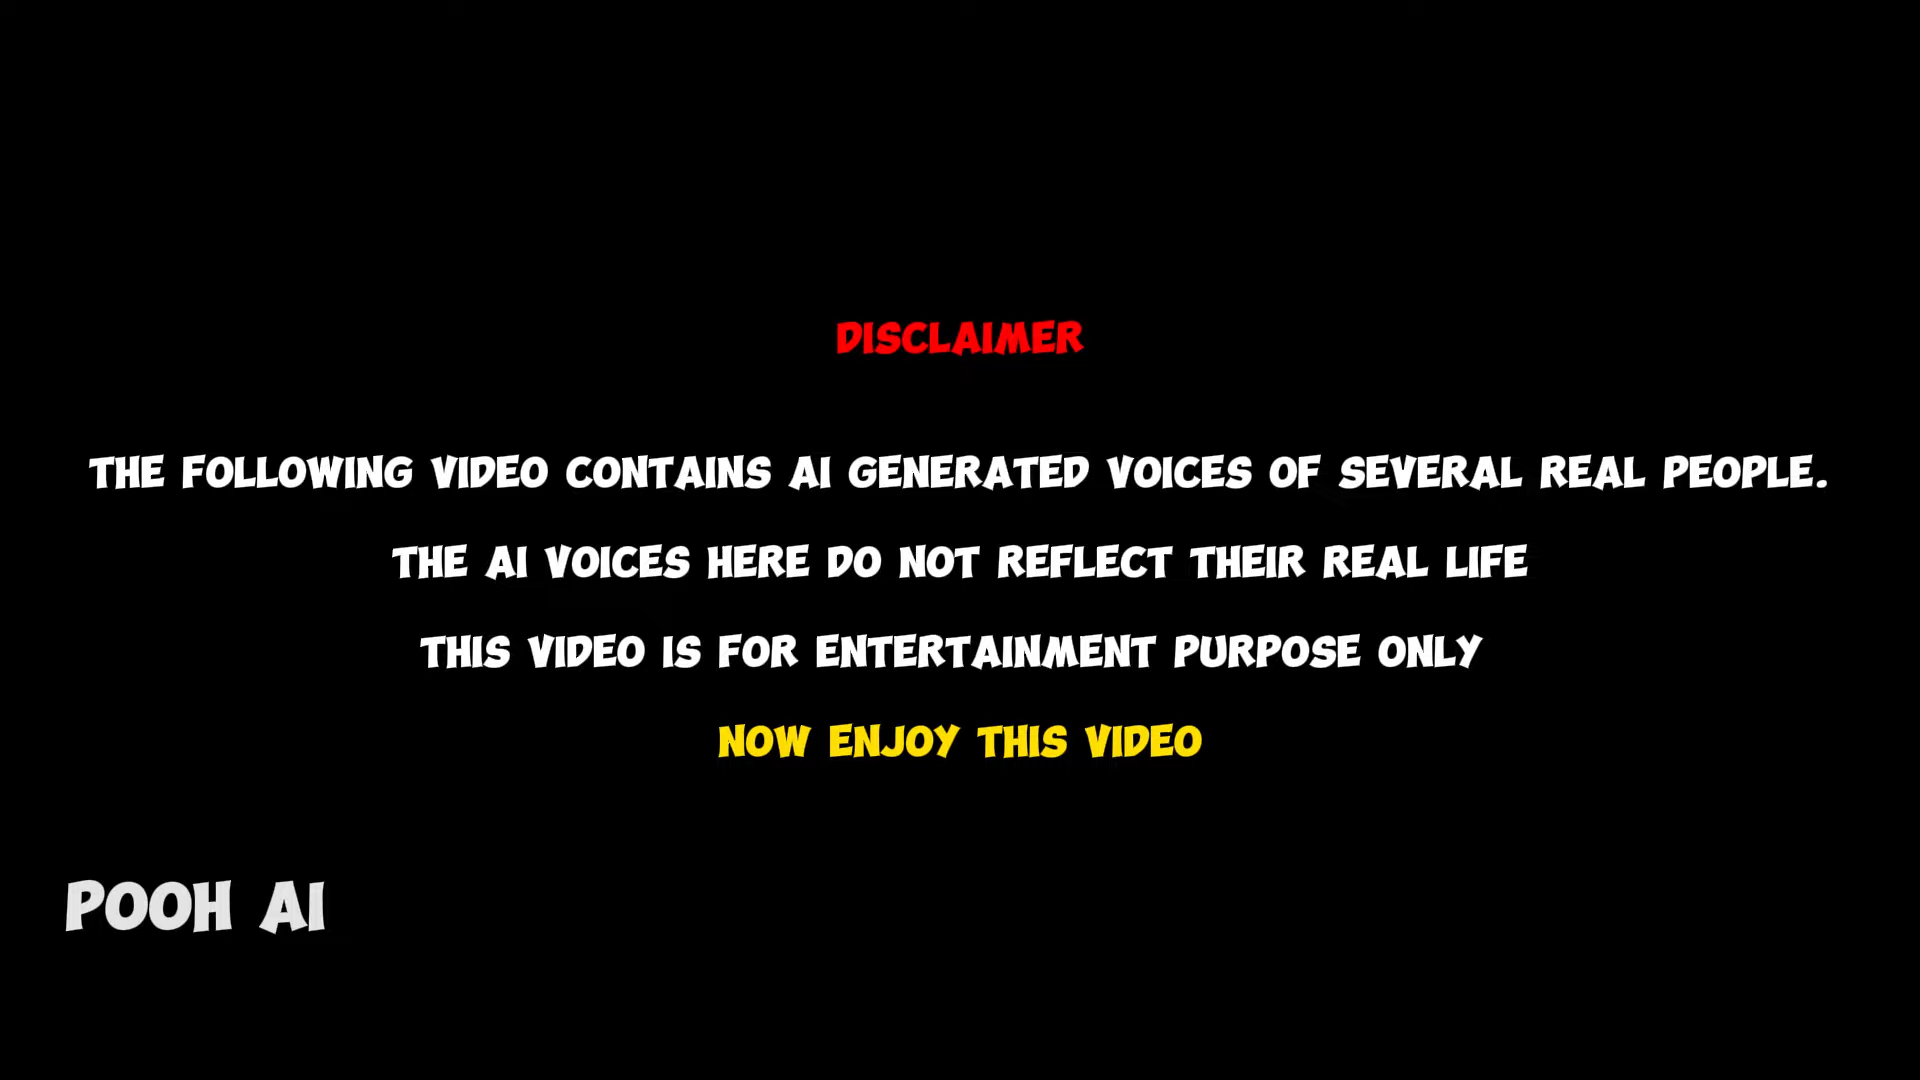 DISCLAIMER
THE FOLLOWING VIDEO CONTAINS AI GENERATED VOICES OF SEVERAL REAL PEOPLE.
THE AI VOICES HERE DO NOT REFLECT THEIR REAL LIFE
THIS VIDEO IS FOR ENTERTAINMENT PURPOSE ONLY
NOW ENJOY THIS VIDEO
POOH AI